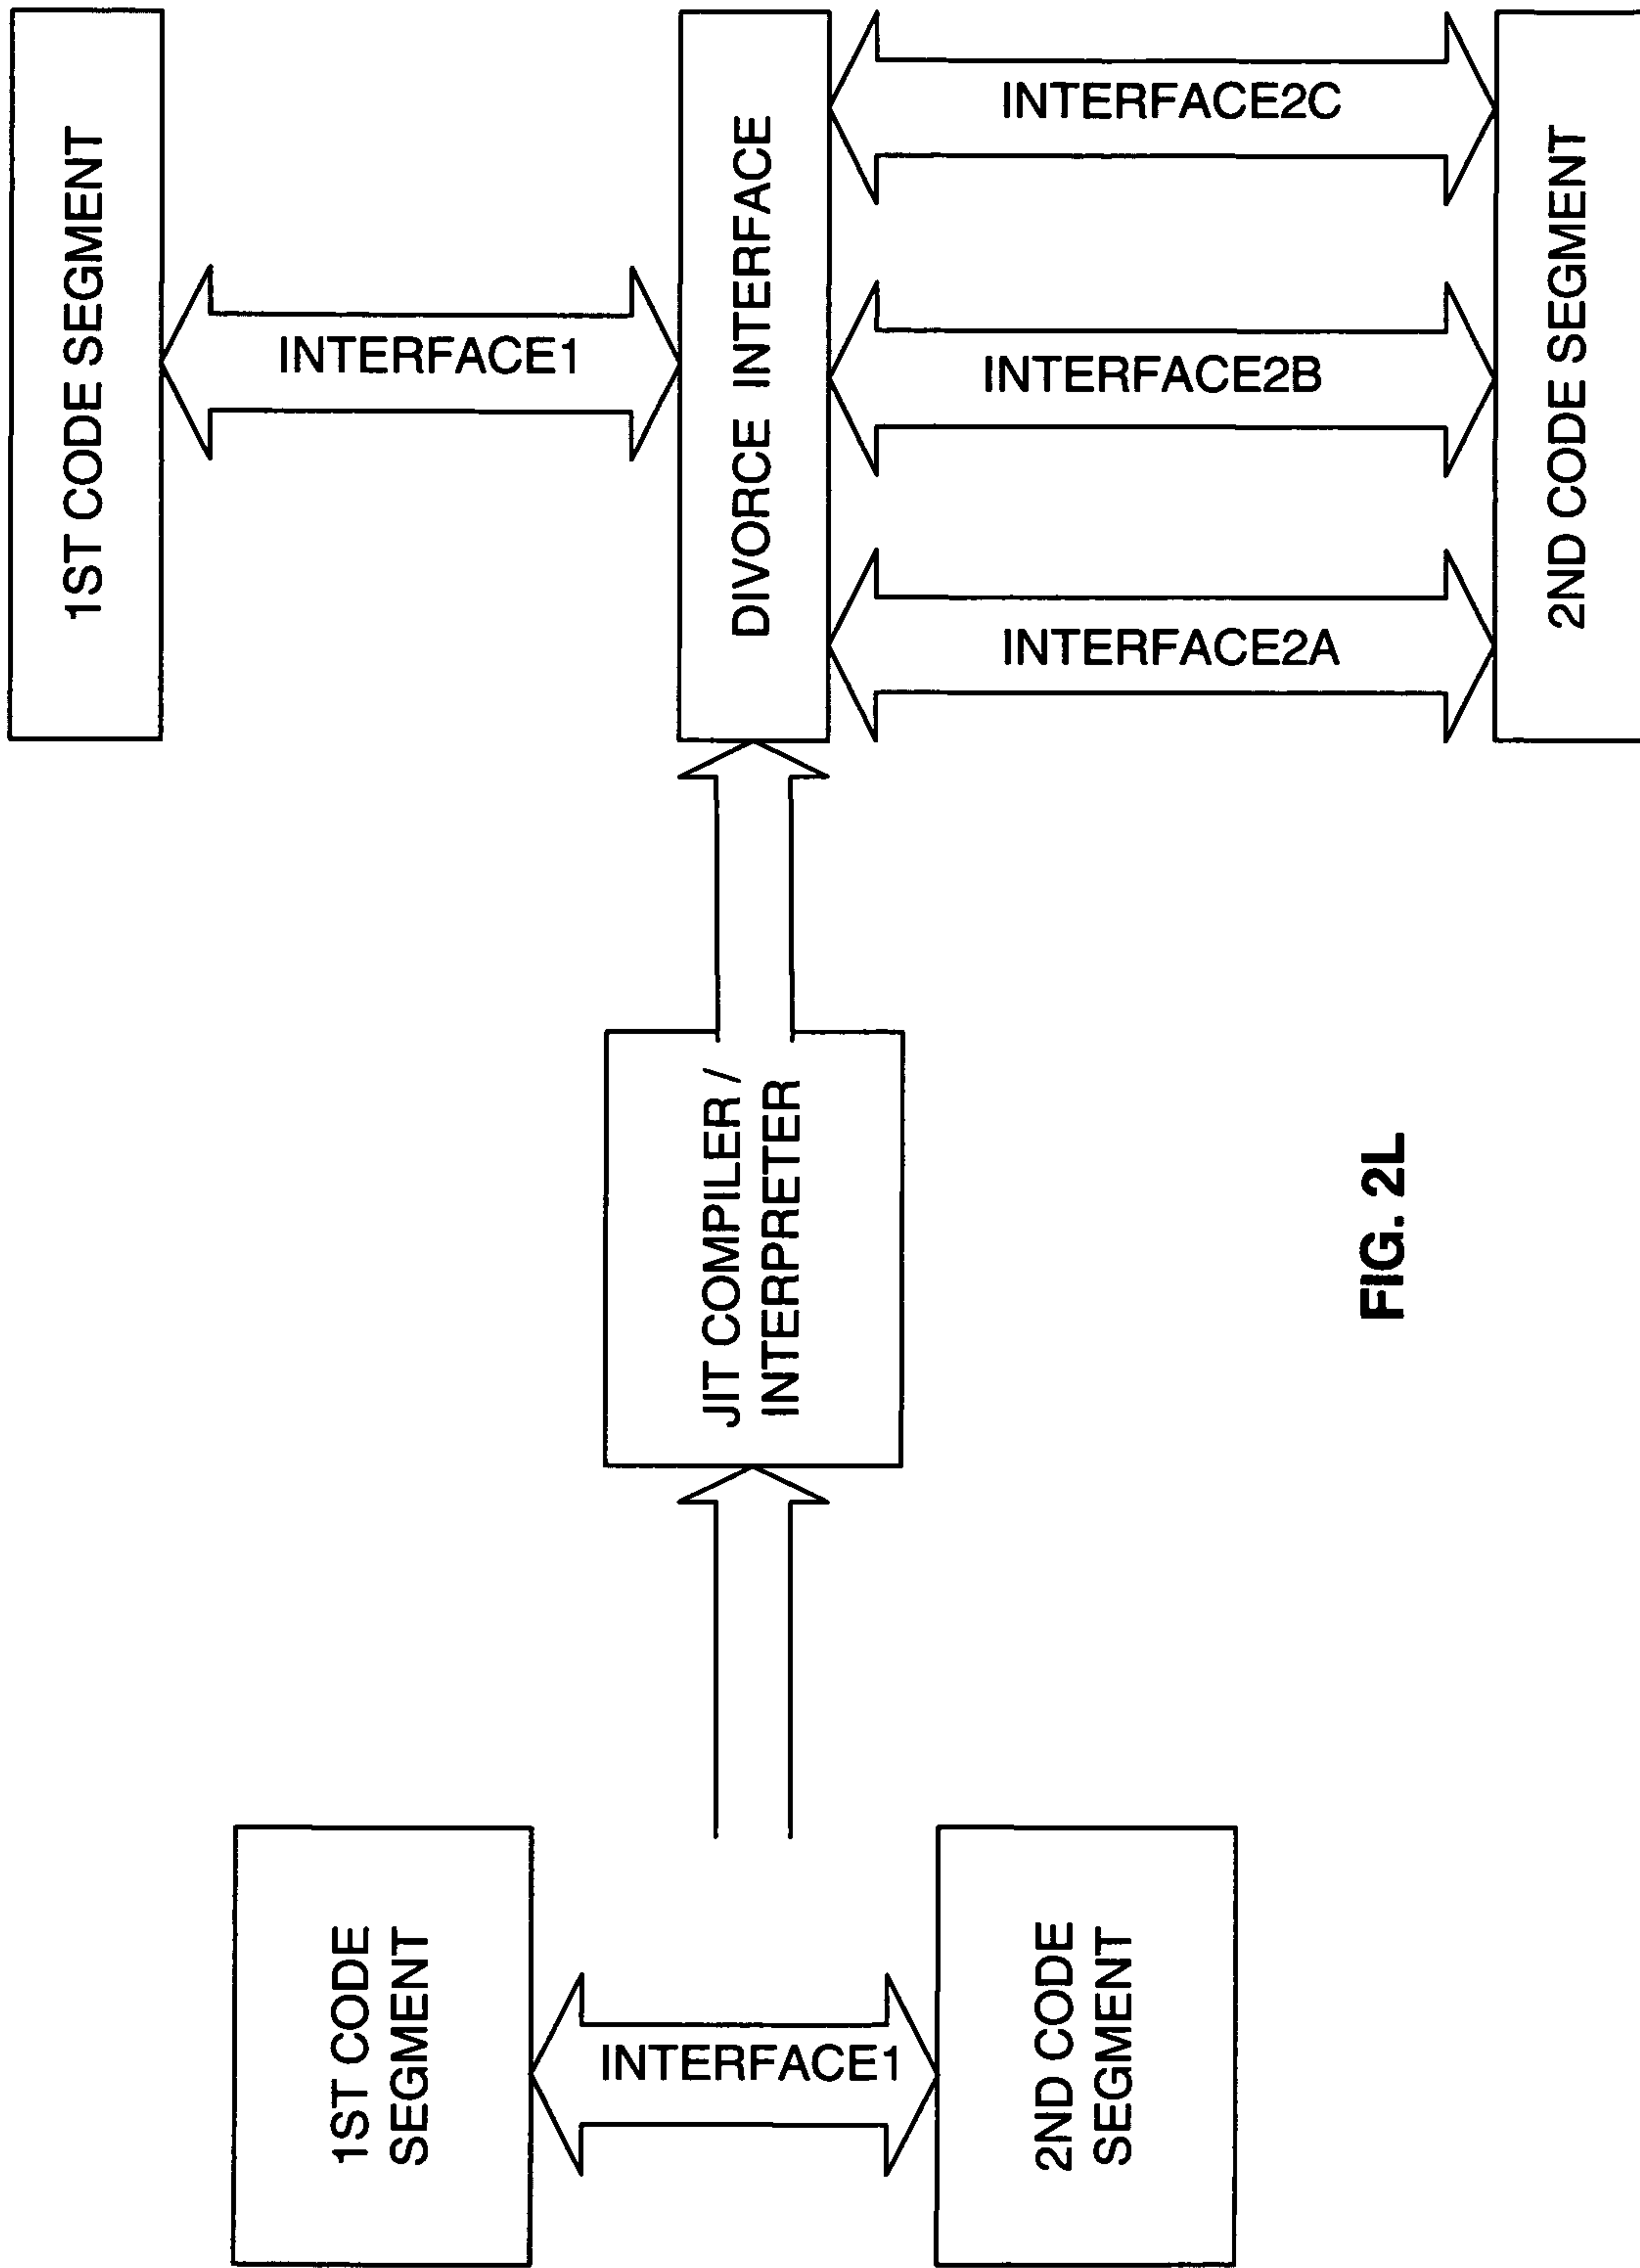 1ST CODE SEGMENT
INTERFACE1
DIVORCE INTERFACE
INTERFACE2A
INTERFACE2B
INTERFACE2C
2ND CODE SEGMENT
JIT COMPILER /
INTERPRETER
1ST CODE
SEGMENT
INTERFACE1
2ND CODE
SEGMENT
FIG. 2L